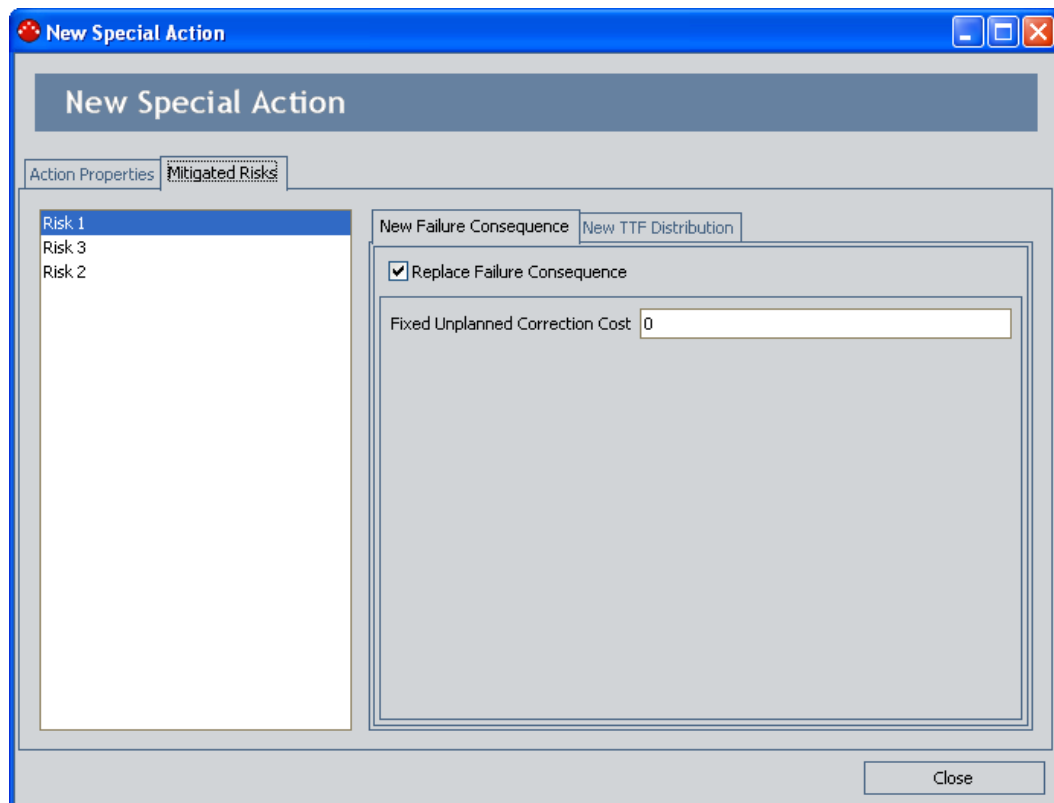 New Special Action
New Special Action
Action Properties
Mitigated Risks
Risk 1
Risk 3
Risk 2
New Failure Consequence
New TTF Distribution
Replace Failure Consequence
Fixed Unplanned Correction Cost 0
Close